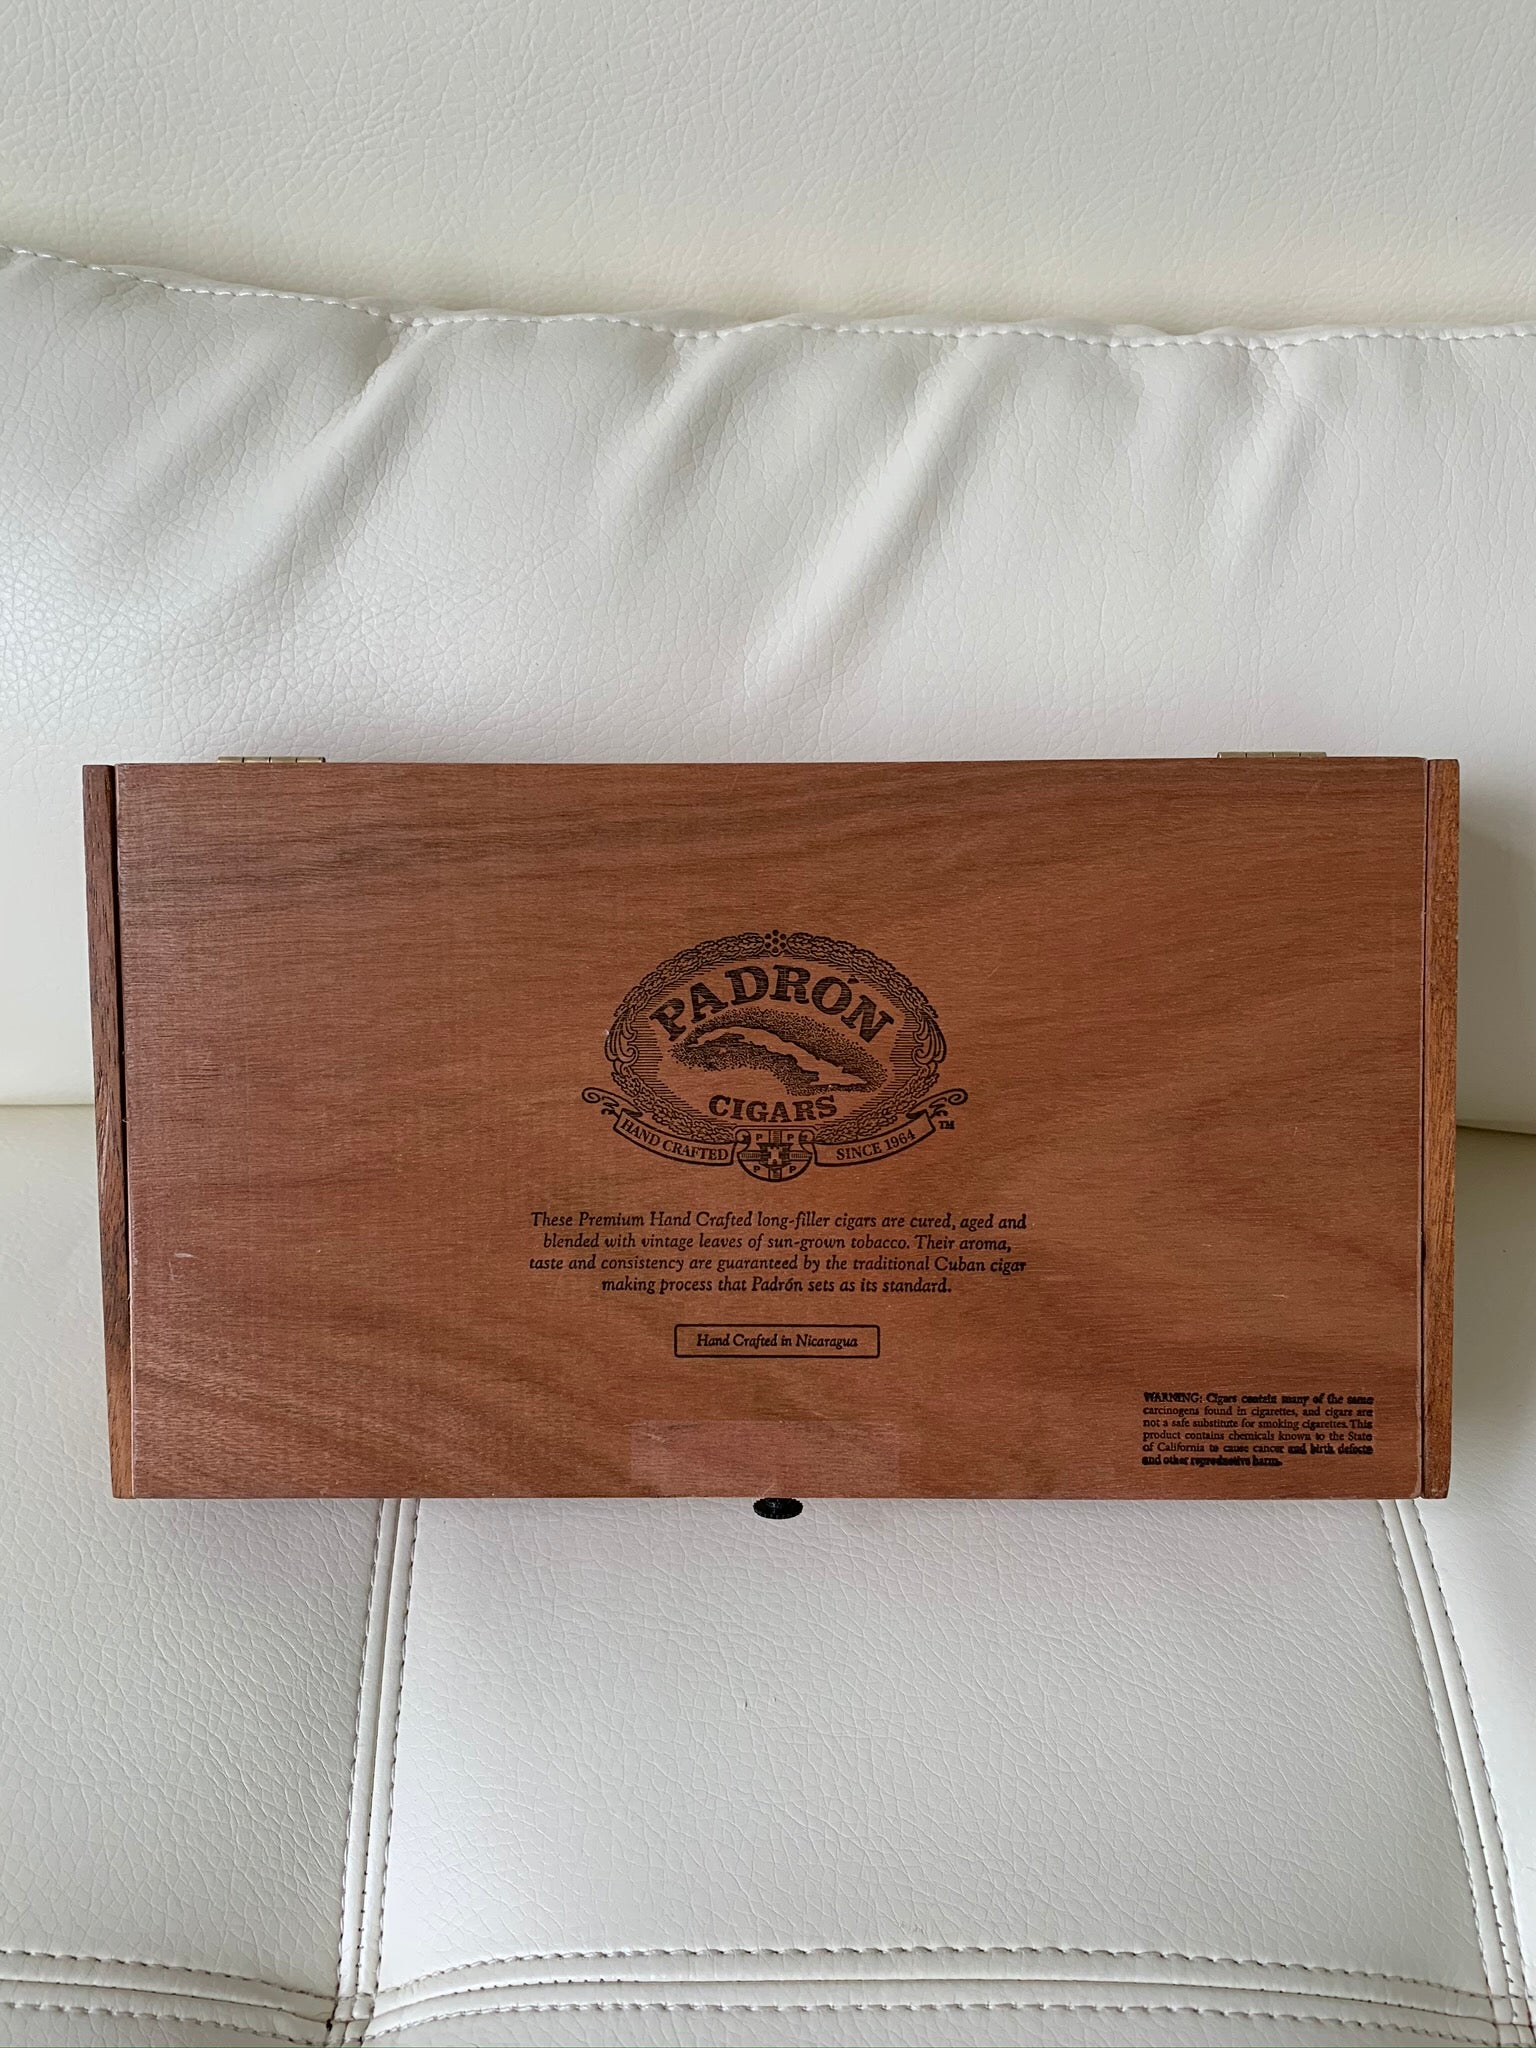 PADRÓN
CIGARS
HAND CRAFTED
SINCE 1964
TM
P P
P P
These Premium Hand Crafted long-filler cigars are cured, aged and
blended with vintage leaves of sun-grown tobacco. Their aroma,
taste and consistency are guaranteed by the traditional Cuban cigar
making process that Padrón sets as its standard.
Hand Crafted in Nicaragua
WARNING: Cigars contain many of the same
carcinogens found in cigarettes, and cigars are
not a safe substitute for smoking cigarettes. This
product contains chemicals known to the State
of California to cause cancer and birth defects
and other reproductive harm.